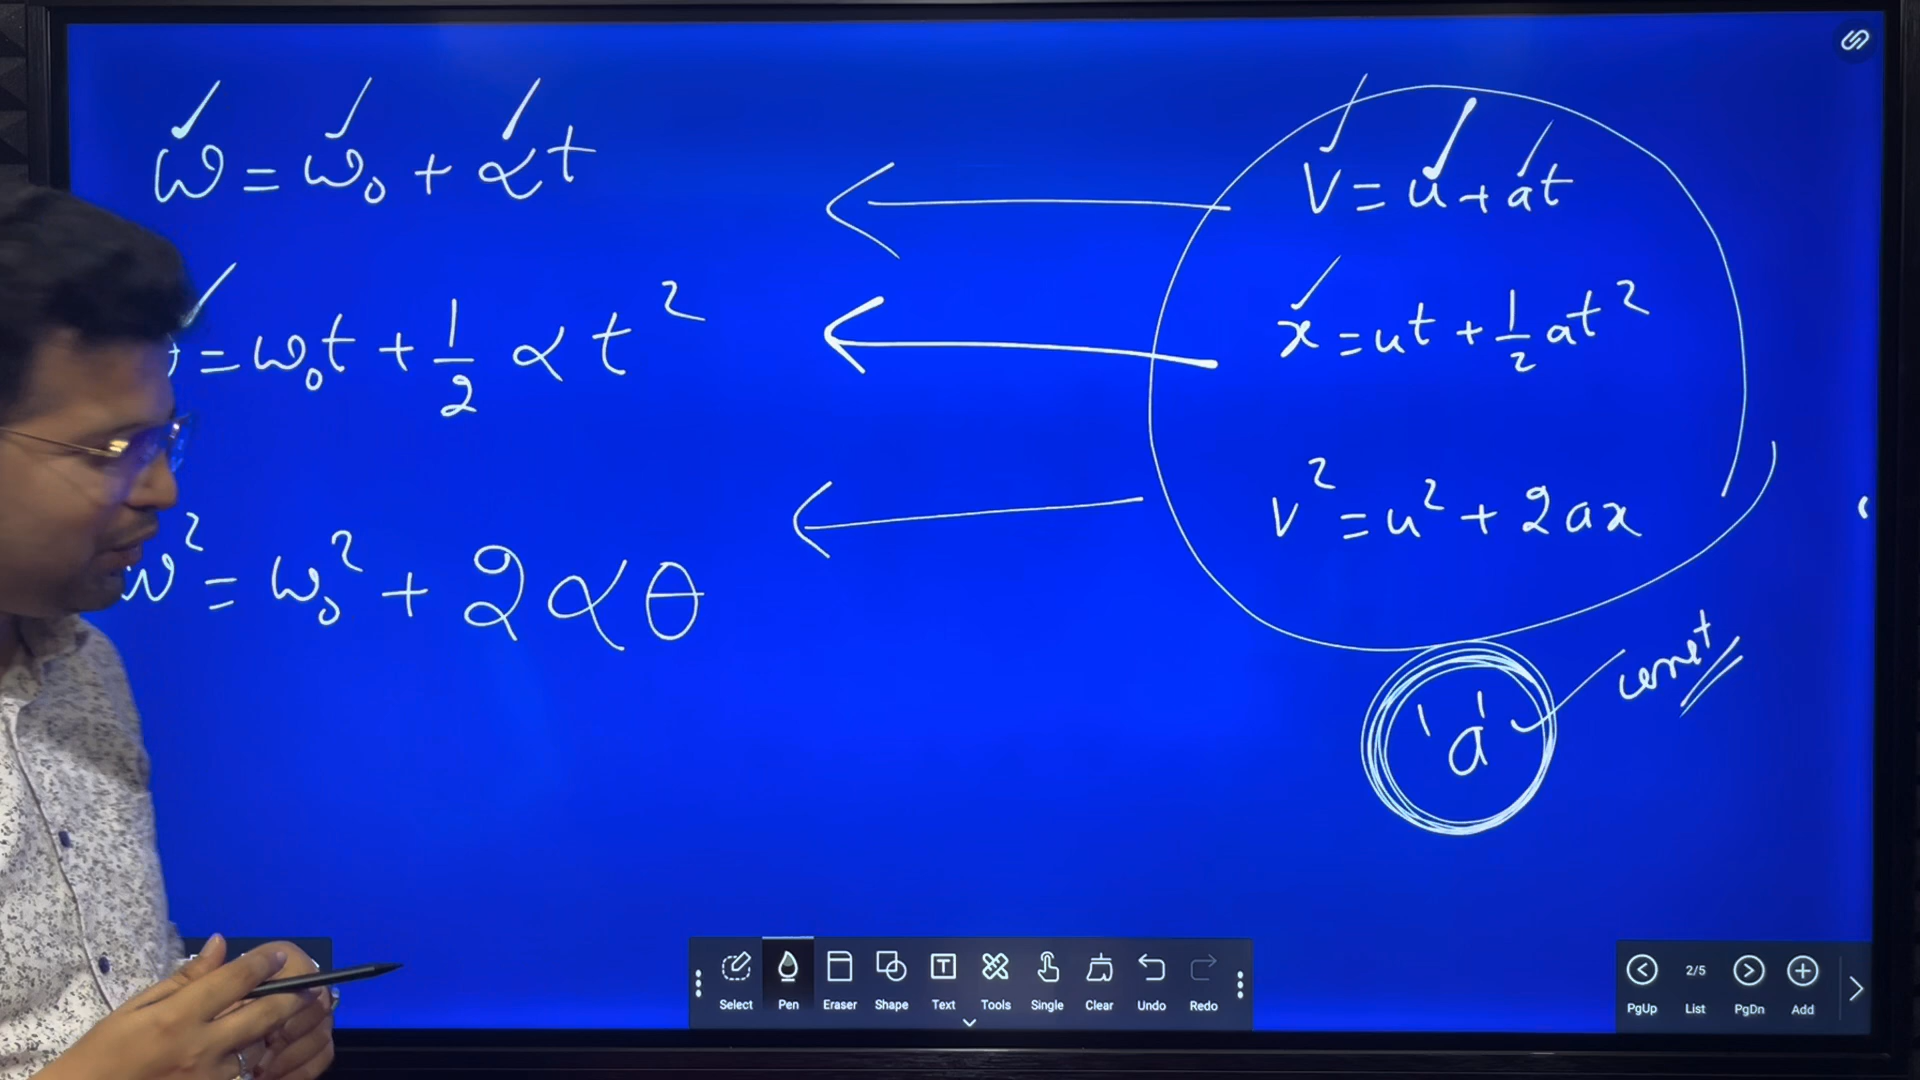 ω = ω₀ + αt
V = u + at
= ω₀t + 1/2 αt²
x = ut + 1/2 at²
ω² = ω₀² + 2αθ
v² = u² + 2ax
'a'
const
Select Pen Eraser Shape Text Tools Single Clear Undo Redo
2/5
PgUp List PgDn Add